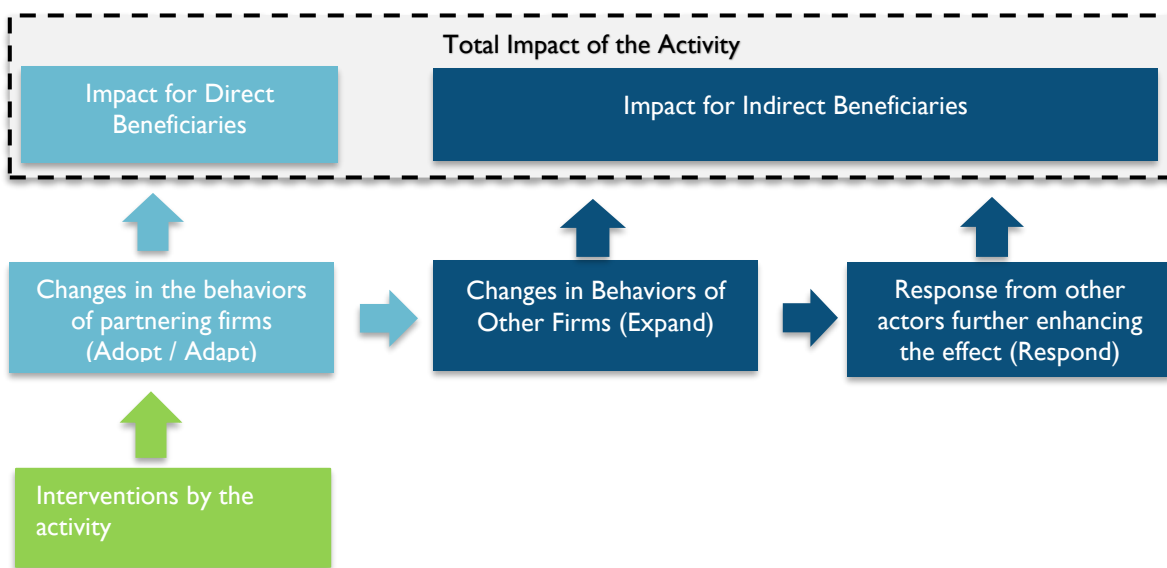 Total Impact of the Activity
Impact for Direct
Beneficiaries
Impact for Indirect Beneficiaries
Changes in the behaviors
of partnering firms
(Adopt / Adapt)
Changes in Behaviors of
Other Firms (Expand)
Response from other
actors further enhancing
the effect (Respond)
Interventions by the
activity